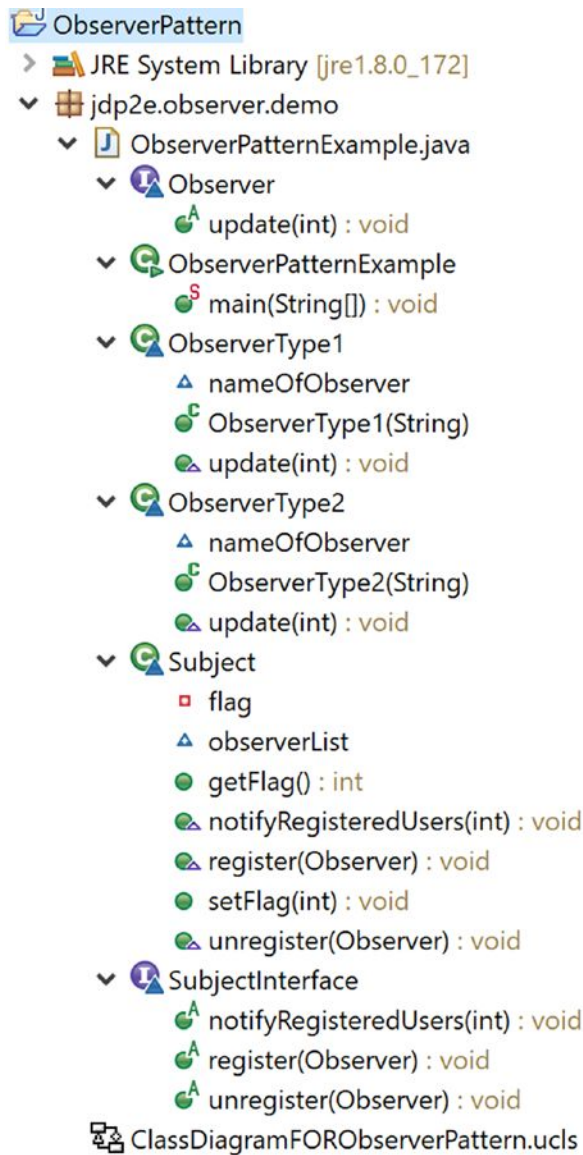 ObserverPattern
JRE System Library [jre1.8.0_172]
jdp2e.observer.demo
ObserverPatternExample.java
Observer
update(int) : void
ObserverPatternExample
main(String[]) : void
ObserverType1
nameOfObserver
ObserverType1(String)
update(int) : void
ObserverType2
nameOfObserver
ObserverType2(String)
update(int) : void
Subject
flag
observerList
getFlag() : int
notifyRegisteredUsers(int) : void
register(Observer) : void
setFlag(int) : void
unregister(Observer) : void
SubjectInterface
notifyRegisteredUsers(int) : void
register(Observer) : void
unregister(Observer) : void
ClassDiagramFORObserverPattern.ucls